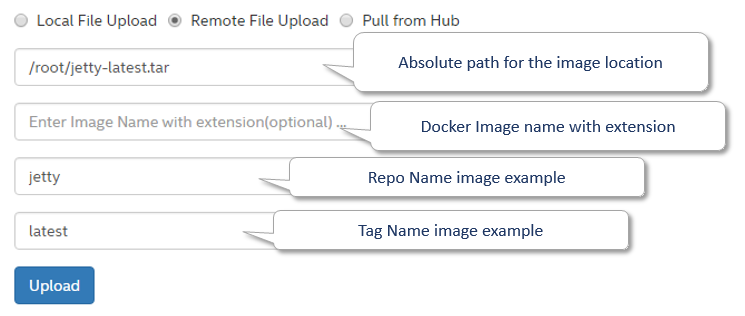 Local File Upload Remote File Upload Pull from Hub
/root/jetty-latest.tar Absolute path for the image location
Enter Image Name with extension(optional) ... Docker Image name with extension
jetty Repo Name image example
latest Tag Name image example
Upload